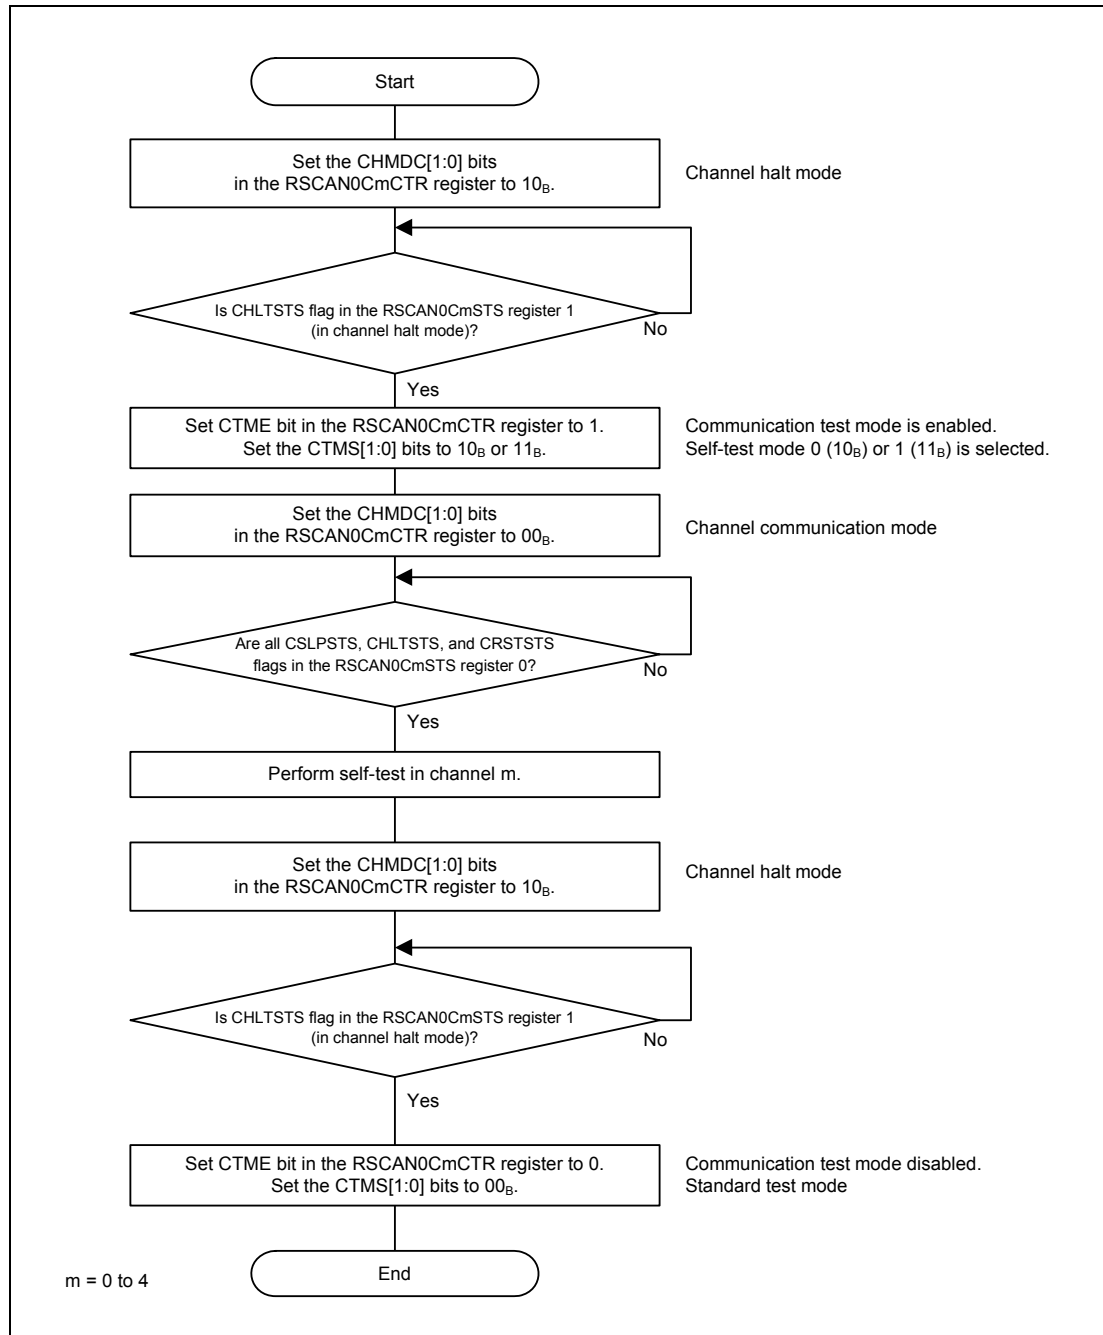 Start
Set the CHMDC[1:0] bits
in the RSCAN0CmCTR register to 10B.
Channel halt mode
Is CHLTSTS flag in the RSCAN0CmSTS register 1
(in channel halt mode)?
No
Yes
Set CTME bit in the RSCAN0CmCTR register to 1.
Set the CTMS[1:0] bits to 10B or 11B.
Communication test mode is enabled.
Self-test mode 0 (10B) or 1 (11B) is selected.
Set the CHMDC[1:0] bits
in the RSCAN0CmCTR register to 00B.
Channel communication mode
Are all CSLPSTS, CHLTSTS, and CRSTSTS
flags in the RSCAN0CmSTS register 0?
No
Yes
Perform self-test in channel m.
Set the CHMDC[1:0] bits
in the RSCAN0CmCTR register to 10B.
Channel halt mode
Is CHLTSTS flag in the RSCAN0CmSTS register 1
(in channel halt mode)?
No
Yes
Set CTME bit in the RSCAN0CmCTR register to 0.
Set the CTMS[1:0] bits to 00B.
Communication test mode disabled.
Standard test mode
End
m = 0 to 4